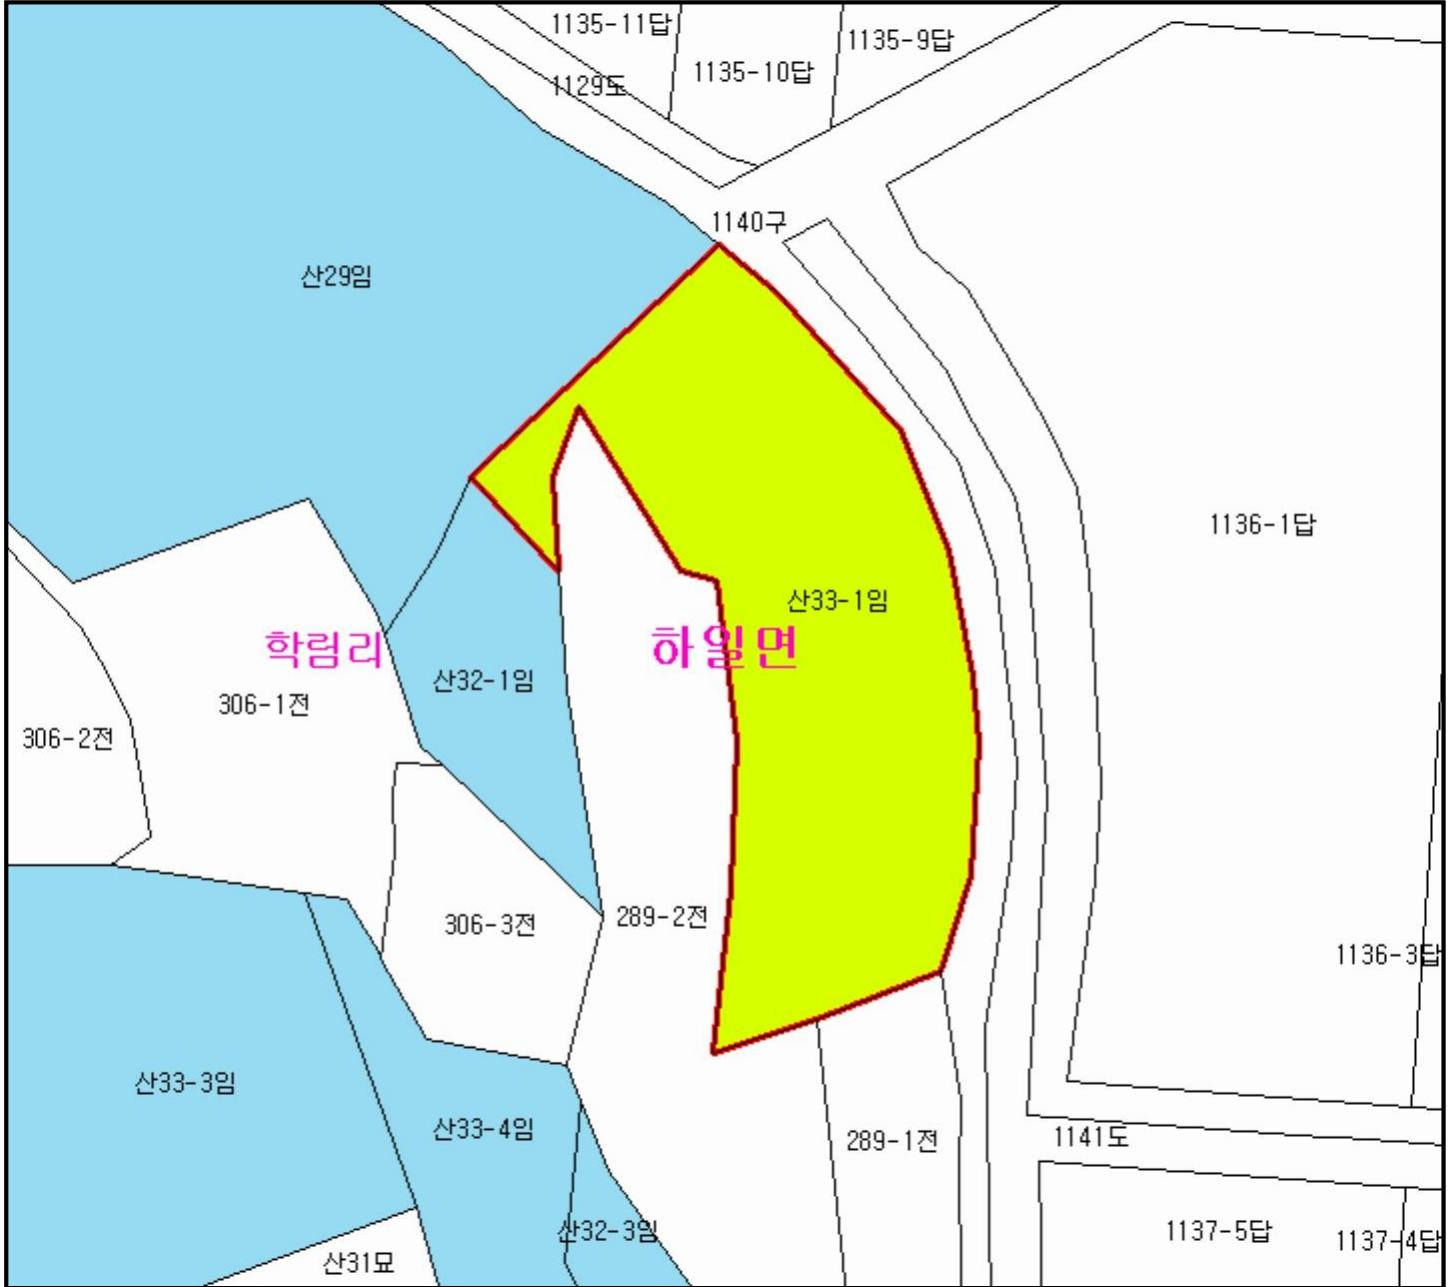 1135-11답
1135-9답
1135-10답
1129도
1140구
산29임
1136-1답
산33-1임
학림리
하일면
산32-1임
306-1전
306-2전
289-2전
306-3전
1136-3답
산33-3임
산33-4임
289-1전
1141도
산32-3임
1137-5답
1137-4답
산31묘